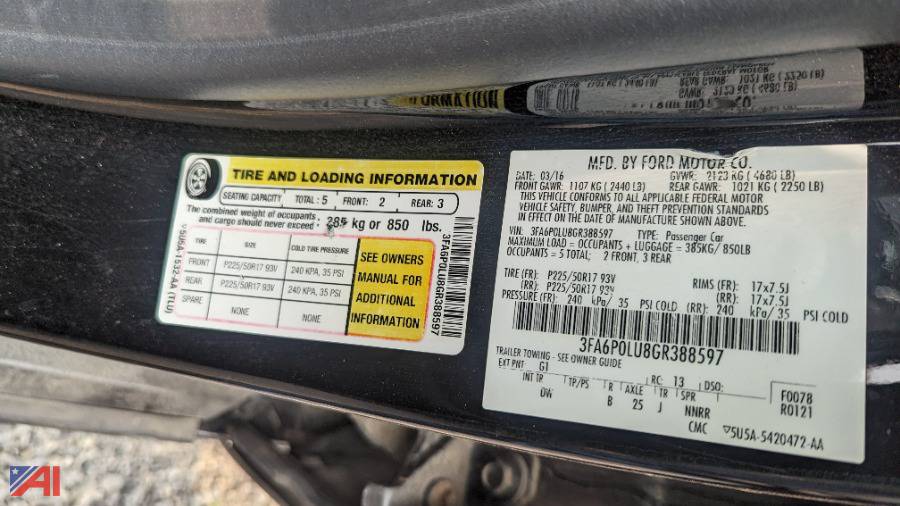 TIRE AND LOADING INFORMATION
SEATING CAPACITY TOTAL: 5 FRONT: 2 REAR: 3
The combined weight of occupants
and cargo should never exceed: 385 kg or 850 lbs.
TIRE SIZE COLD TIRE PRESSURE
FRONT P225/50R17 93V 240 KPA, 35 PSI
REAR P225/50R17 93V 240 KPA, 35 PSI
SPARE NONE NONE
SEE OWNERS
MANUAL FOR
ADDITIONAL
INFORMATION
5U5A-1532-AA (TLU)
3FA6P0LU8GR388597
MFD. BY FORD MOTOR CO.
DATE: 03/16 GVWR: 2123 KG ( 4680 LB)
FRONT GAWR: 1107 KG ( 2440 LB) REAR GAWR: 1021 KG ( 2250 LB)
THIS VEHICLE CONFORMS TO ALL APPLICABLE FEDERAL MOTOR
VEHICLE SAFETY, BUMPER, AND THEFT PREVENTION STANDARDS
IN EFFECT ON THE DATE OF MANUFACTURE SHOWN ABOVE.
VIN: 3FA6P0LU8GR388597 TYPE: Passenger Car
MAXIMUM LOAD = OCCUPANTS + LUGGAGE = 385KG/ 850LB
OCCUPANTS = 5 TOTAL; 2 FRONT, 3 REAR
TIRE (FR): P225/50R17 93V RIMS (FR): 17x7.5J
(RR): P225/50R17 93V (RR): 17x7.5J
PRESSURE (FR): 240 kPa/ 35 PSI COLD (RR): 240 kPa/ 35 PSI COLD
3FA6P0LU8GR388597
TRAILER TOWING - SEE OWNER GUIDE
EXT PNT: G1 RC: 13 DSO: F0078
INT TR TP/PS R AXLE TR SPR R0121
DW B 25 J NNRR
CMC 5U5A-5420472-AA
AI